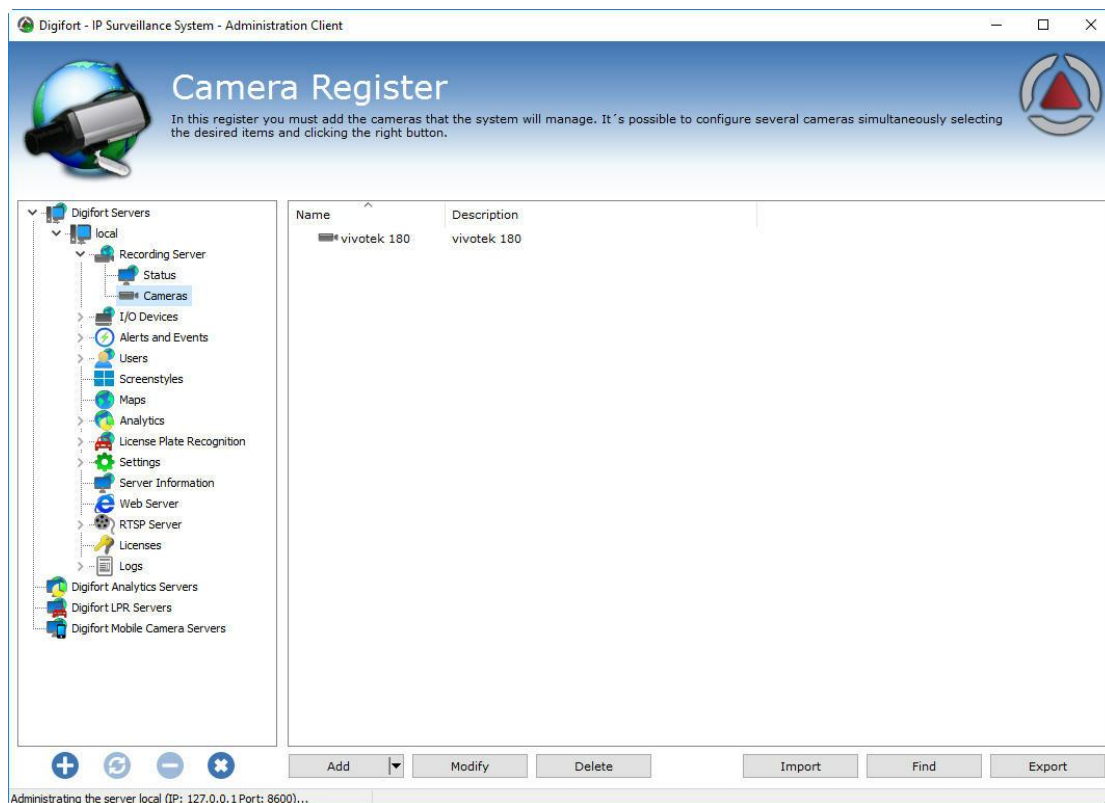 Digifort - IP Surveillance System - Administration Client
Camera Register
In this register you must add the cameras that the system will manage. It´s possible to configure several cameras simultaneously selecting
the desired items and clicking the right button.
Digifort Servers
local
Recording Server
Status
Cameras
I/O Devices
Alerts and Events
Users
Screenstyles
Maps
Analytics
License Plate Recognition
Settings
Server Information
Web Server
RTSP Server
Licenses
Logs
Digifort Analytics Servers
Digifort LPR Servers
Digifort Mobile Camera Servers
Name Description
vivotek 180 vivotek 180
Add Modify Delete Import Find Export
Administrating the server local (IP: 127.0.0.1 Port: 8600)...